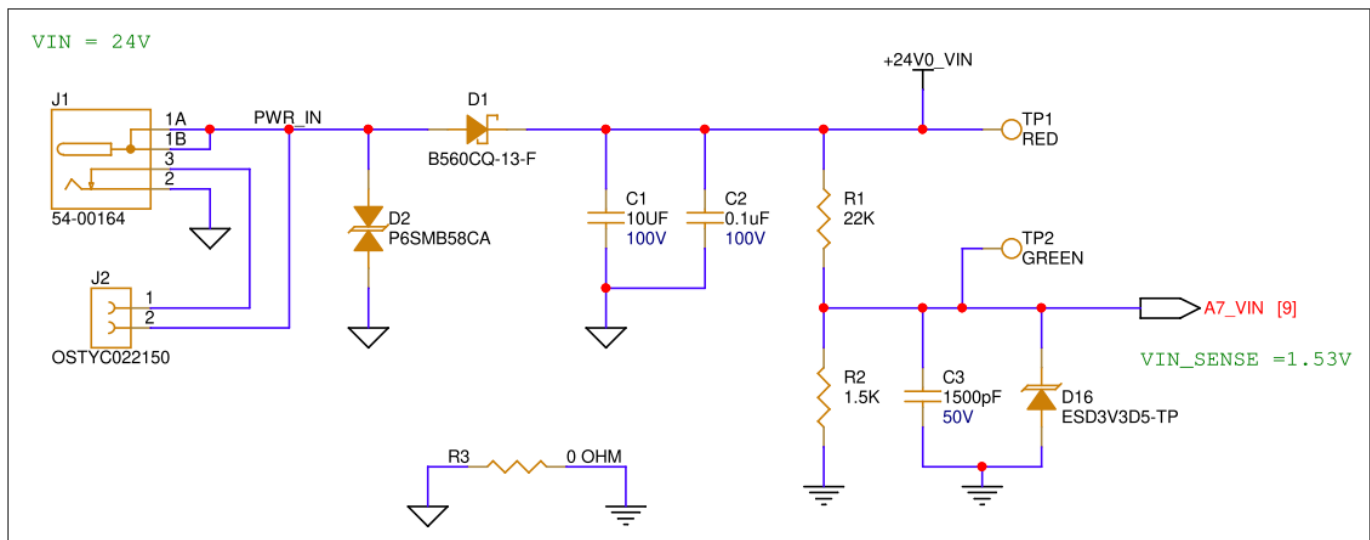 VIN = 24V
+24V0_VIN
J1
1A
1B
3
2
54-00164
PWR_IN
D1
B560CQ-13-F
TP1
RED
D2
P6SMB58CA
C1
10UF
100V
C2
0.1uF
100V
R1
22K
TP2
GREEN
J2
1
2
OSTYC022150
A7_VIN [9]
VIN_SENSE =1.53V
R2
1.5K
C3
1500pF
50V
D16
ESD3V3D5-TP
R3
0 OHM